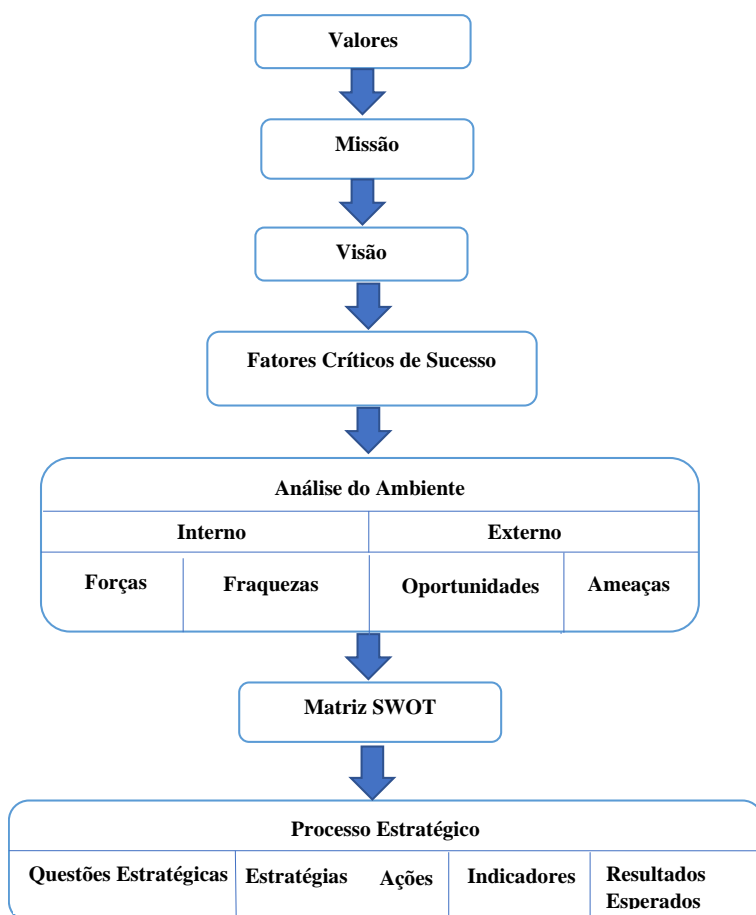 Valores
Missão
Visão
Fatores Críticos de Sucesso
Análise do Ambiente
Interno Externo
Forças Fraquezas Oportunidades Ameaças
Matriz SWOT
Processo Estratégico
Questões Estratégicas Estratégias Ações Indicadores Resultados
Esperados